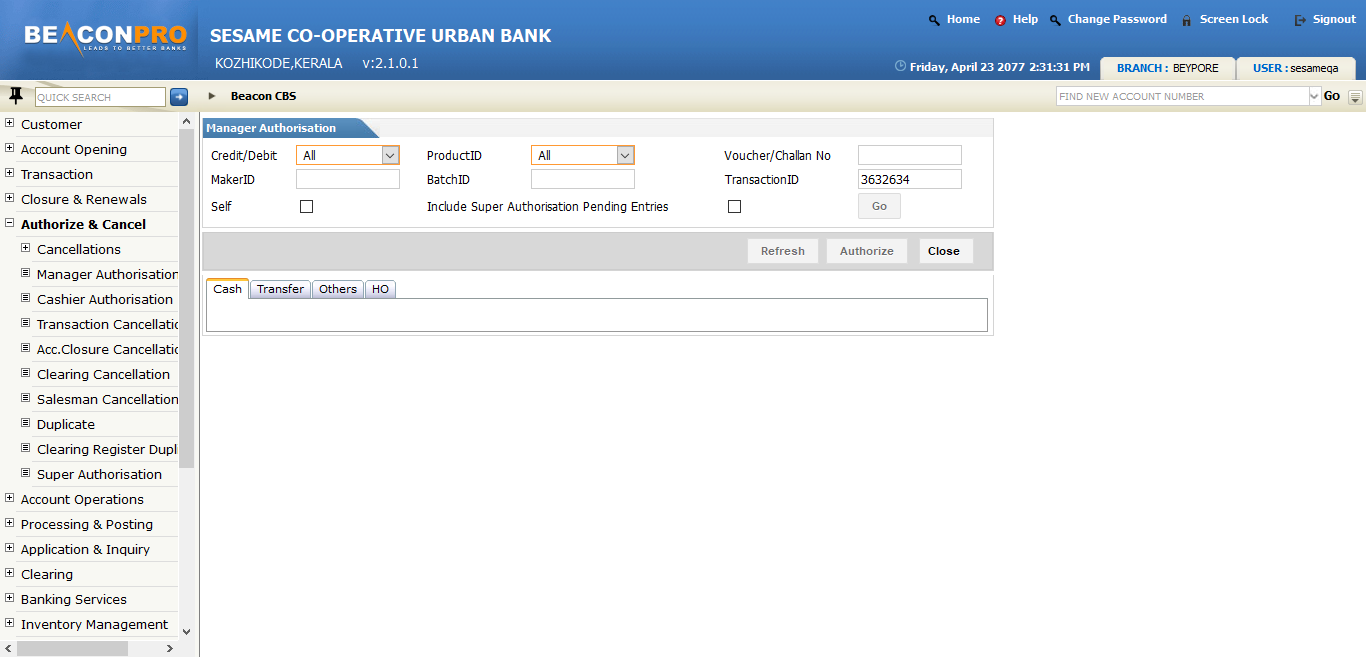 BEACONPRO
LEADS TO BETTER BANKS
SESAME CO-OPERATIVE URBAN BANK
KOZHIKODE,KERALA v:2.1.0.1
Home Help Change Password Screen Lock Signout
Friday, April 23 2077 2:31:31 PM BRANCH : BEYPORE USER : sesameqa
QUICK SEARCH Beacon CBS FIND NEW ACCOUNT NUMBER Go
Customer
Account Opening
Transaction
Closure & Renewals
Authorize & Cancel
Cancellations
Manager Authorisation
Cashier Authorisation
Transaction Cancellatio
Acc.Closure Cancellatio
Clearing Cancellation
Salesman Cancellation
Duplicate
Clearing Register Dupl
Super Authorisation
Account Operations
Processing & Posting
Application & Inquiry
Clearing
Banking Services
Inventory Management
Manager Authorisation
Credit/Debit All ProductID All Voucher/Challan No
MakerID BatchID TransactionID 3632634
Self Include Super Authorisation Pending Entries Go
Refresh Authorize Close
Cash Transfer Others HO